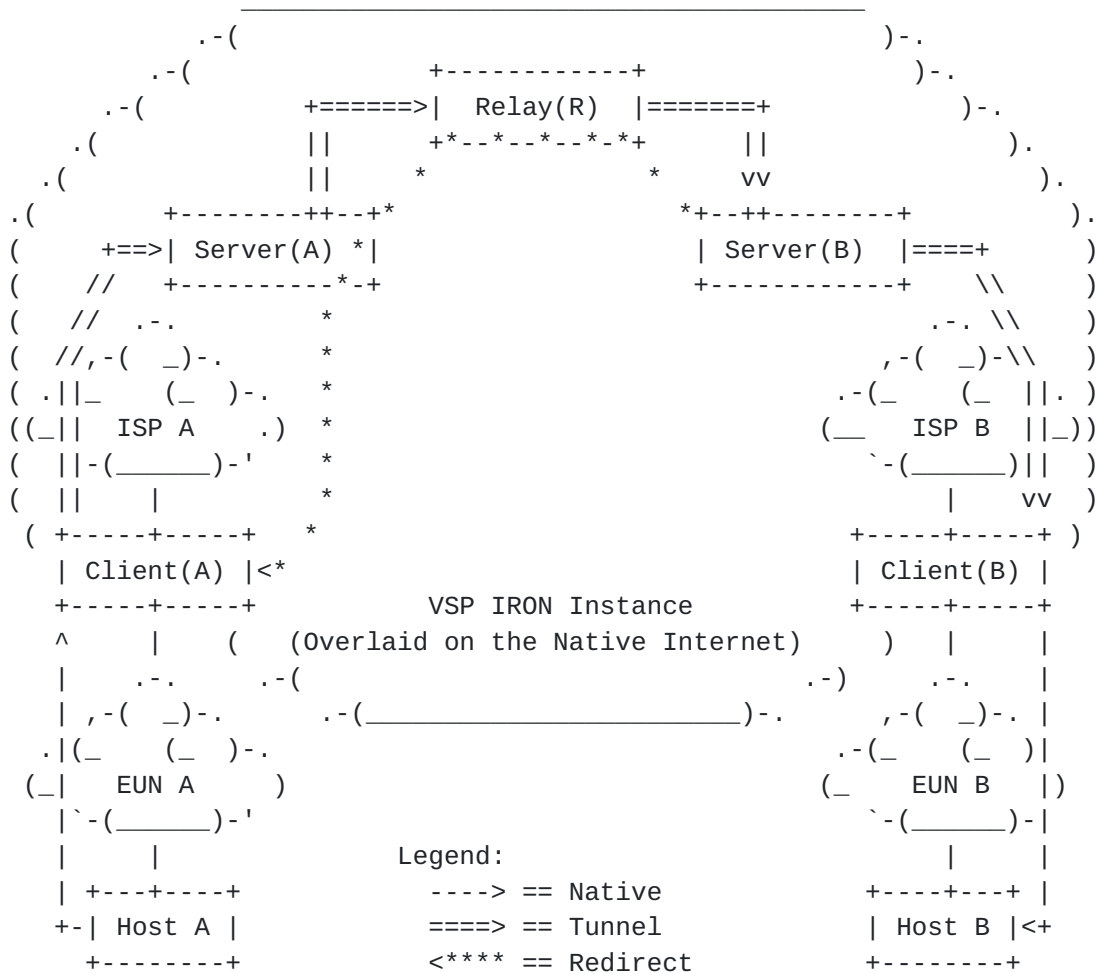 Relay(R)
Server(A) Server(B)
ISP A ISP B
Client(A) Client(B)
VSP IRON Instance
(Overlaid on the Native Internet)
EUN A EUN B
Legend:
----> == Native
Host A ====> == Tunnel Host B
<**** == Redirect